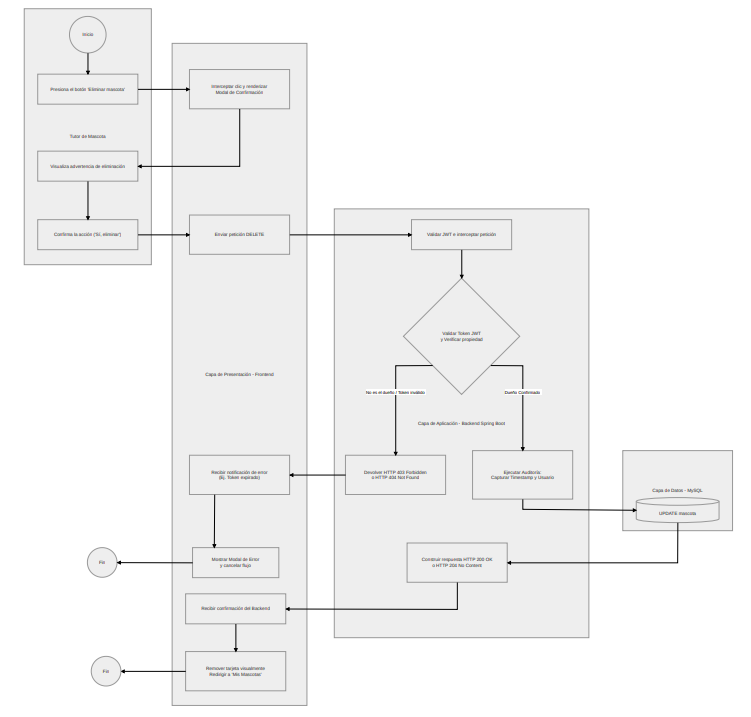 Inicio
Presiona el botón 'Eliminar mascota'
Interceptar clic y renderizar
Modal de Confirmación
Tutor de Mascota
Visualiza advertencia de eliminación
Confirma la acción ('Sí, eliminar')
Enviar petición DELETE
Validar JWT e interceptar petición
Validar Token JWT
y Verificar propiedad
Capa de Presentación - Frontend
No es el dueño / Token inválido
Dueño Confirmado
Capa de Aplicación - Backend Spring Boot
Recibir notificación de error
(Ej: Token expirado)
Devolver HTTP 403 Forbidden
o HTTP 404 Not Found
Ejecutar Auditoría:
Capturar Timestamp y Usuario
Capa de Datos - MySQL
UPDATE mascota
Fin
Mostrar Modal de Error
y cancelar flujo
Construir respuesta HTTP 200 OK
o HTTP 204 No Content
Recibir confirmación del Backend
Fin
Remover tarjeta visualmente
Redirigir a 'Mis Mascotas'